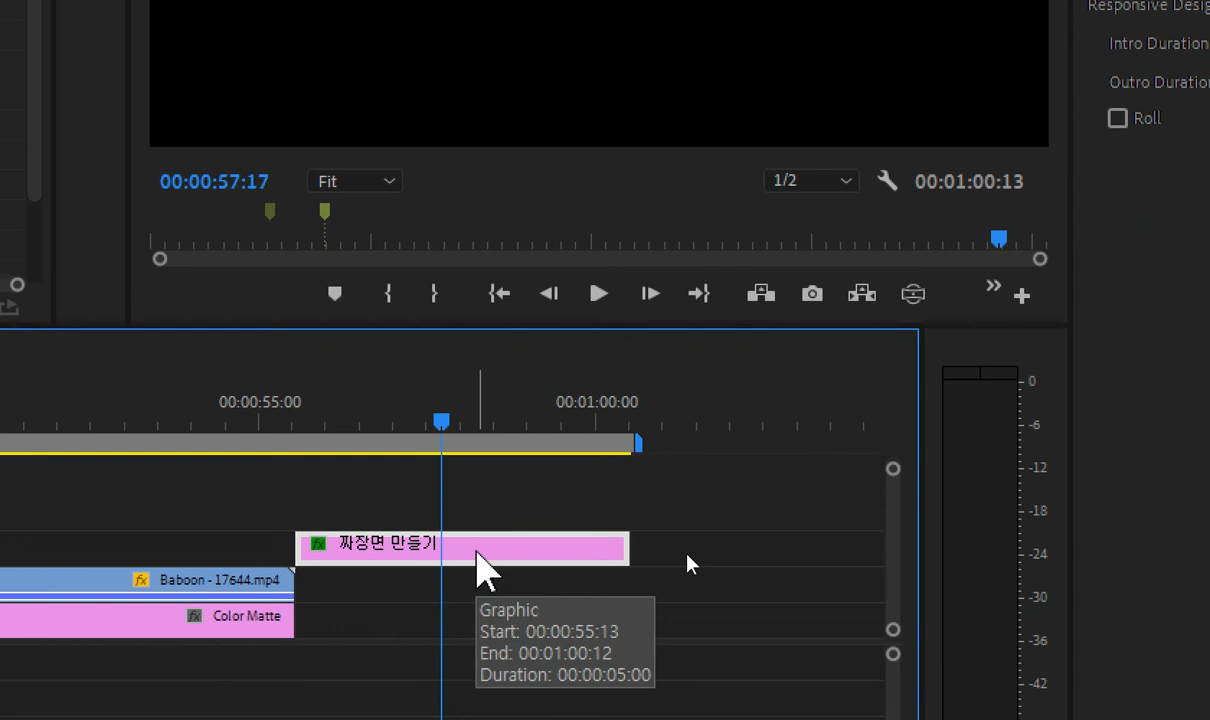 Responsive Desig
Intro Duration
Outro Duratio
Roll
00:00:57:17
Fit
1/2
00:01:00:13
00:00:55:00
00:01:00:00
0
-6
-12
-18
-24
-30
-36
-42
fx 짜장면 만들기
fx Baboon - 17644.mp4
fx Color Matte
Graphic
Start: 00:00:55:13
End: 00:01:00:12
Duration: 00:00:05:00